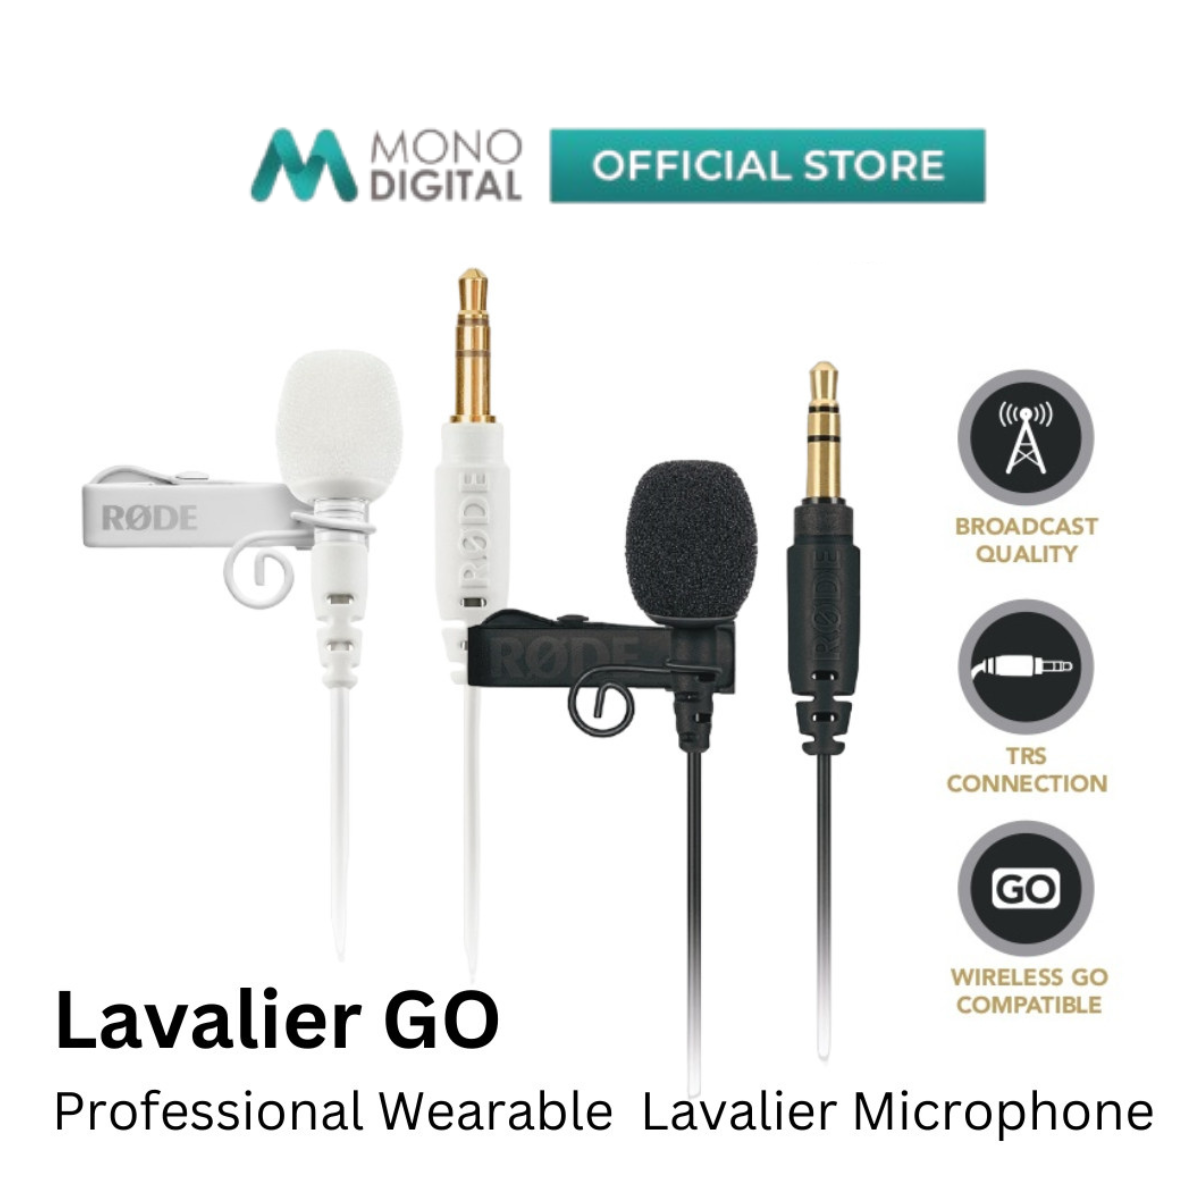 MONO
DIGITAL
OFFICIAL STORE
RØDE
RØDE
RØDE
RØDE
BROADCAST
QUALITY
TRS
CONNECTION
GO
WIRELESS GO
COMPATIBLE
Lavalier GO
Professional Wearable Lavalier Microphone